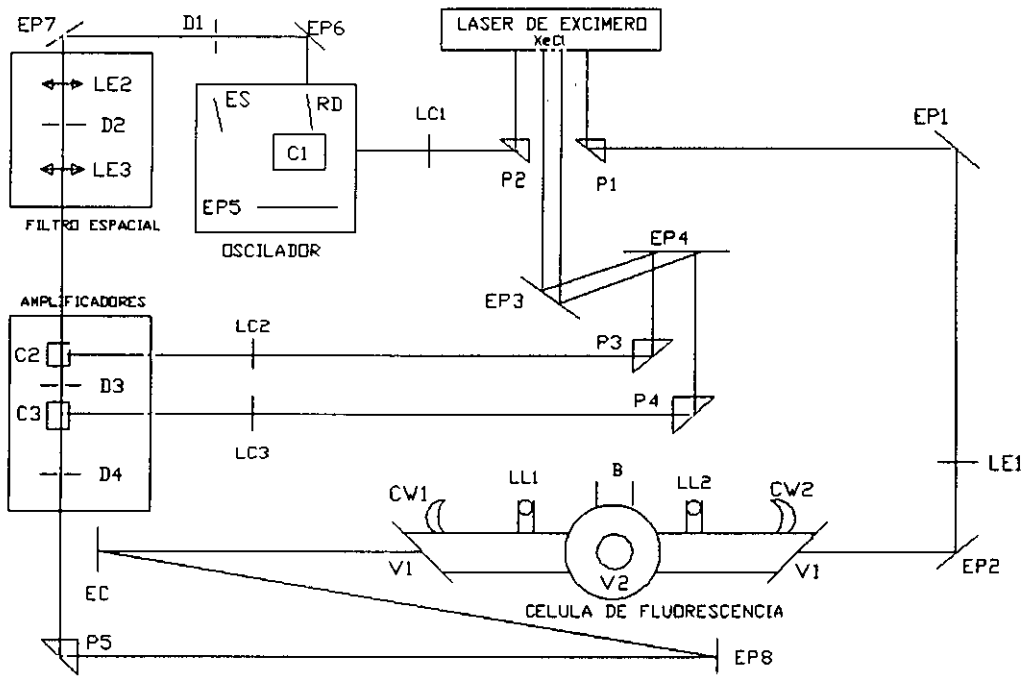 EP7
D1
EP6
LASER DE EXCIMERO
XeCl
LE2
D2
LE3
FILTRO ESPACIAL
ES
RD
C1
EP5
OSCILADOR
LC1
P2
P1
EP1
EP4
EP3
AMPLIFICADORES
C2
D3
C3
D4
LC2
LC3
P3
P4
LE1
CW1
LL1
B
LL2
CW2
V1
V2
V1
EP2
EC
CELULA DE FLUORESCENCIA
P5
EP8